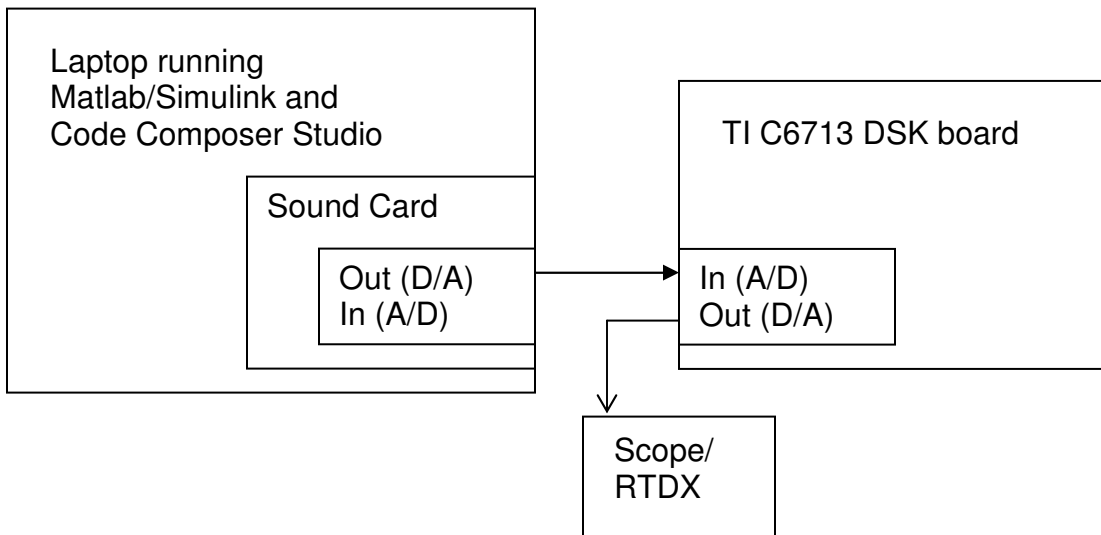 Laptop running
Matlab/Simulink and
Code Composer Studio
TI C6713 DSK board
Sound Card
Out (D/A)
In (A/D)
In (A/D)
Out (D/A)
Scope/
RTDX